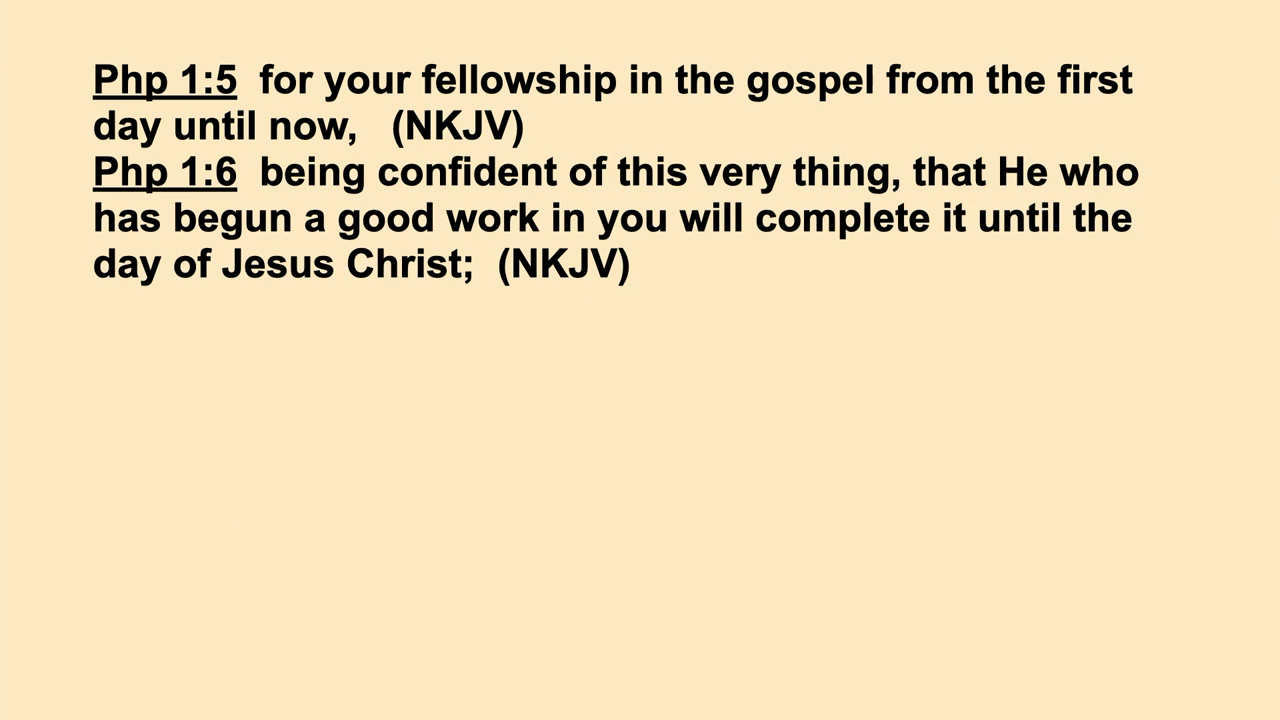 Php 1:5  for your fellowship in the gospel from the first
day until now,   (NKJV)
Php 1:6  being confident of this very thing, that He who
has begun a good work in you will complete it until the
day of Jesus Christ;  (NKJV)